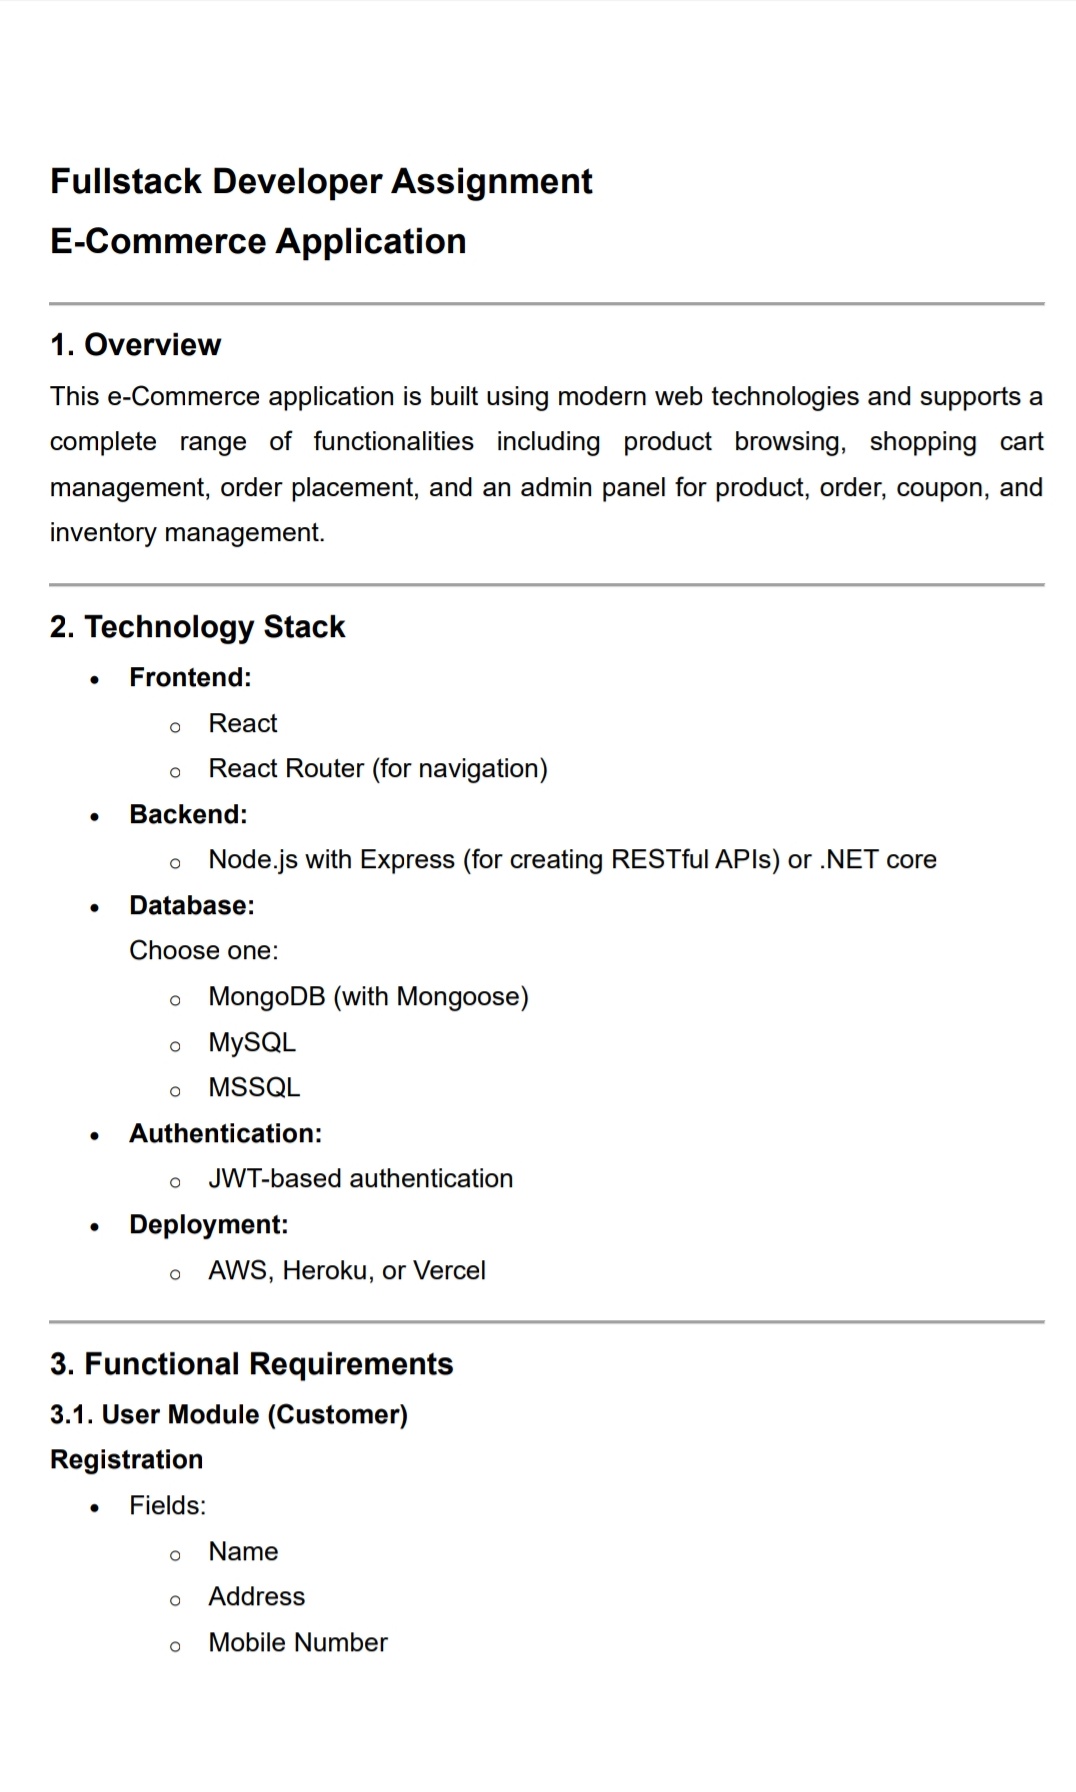 Fullstack Developer Assignment
E-Commerce Application
1. Overview
This e-Commerce application is built using modern web technologies and supports a
complete range of functionalities including product browsing, shopping cart
management, order placement, and an admin panel for product, order, coupon, and
inventory management.
2. Technology Stack
• Frontend:
o React
o React Router (for navigation)
• Backend:
o Node.js with Express (for creating RESTful APIs) or .NET core
• Database:
Choose one:
o MongoDB (with Mongoose)
o MySQL
o MSSQL
• Authentication:
o JWT-based authentication
• Deployment:
o AWS, Heroku, or Vercel
3. Functional Requirements
3.1. User Module (Customer)
Registration
• Fields:
o Name
o Address
o Mobile Number